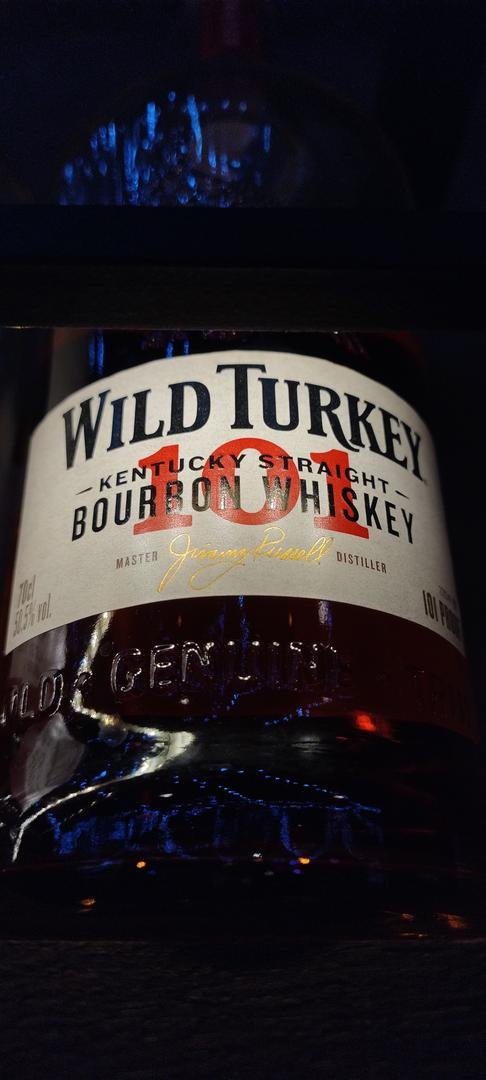 WILD TURKEY
101
KENTUCKY STRAIGHT
BOURBON WHISKEY
MASTER Jimmy Russell DISTILLER
70cl
50.5% vol.
101 PROOF
GENUINE